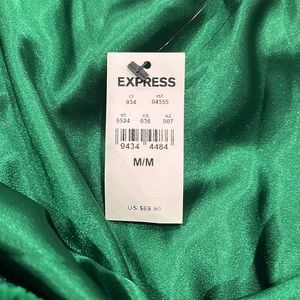 EXPRESS
cl mf
934 04555
st co sz
6524 036 007
9434 4484
M/M
US $69.90